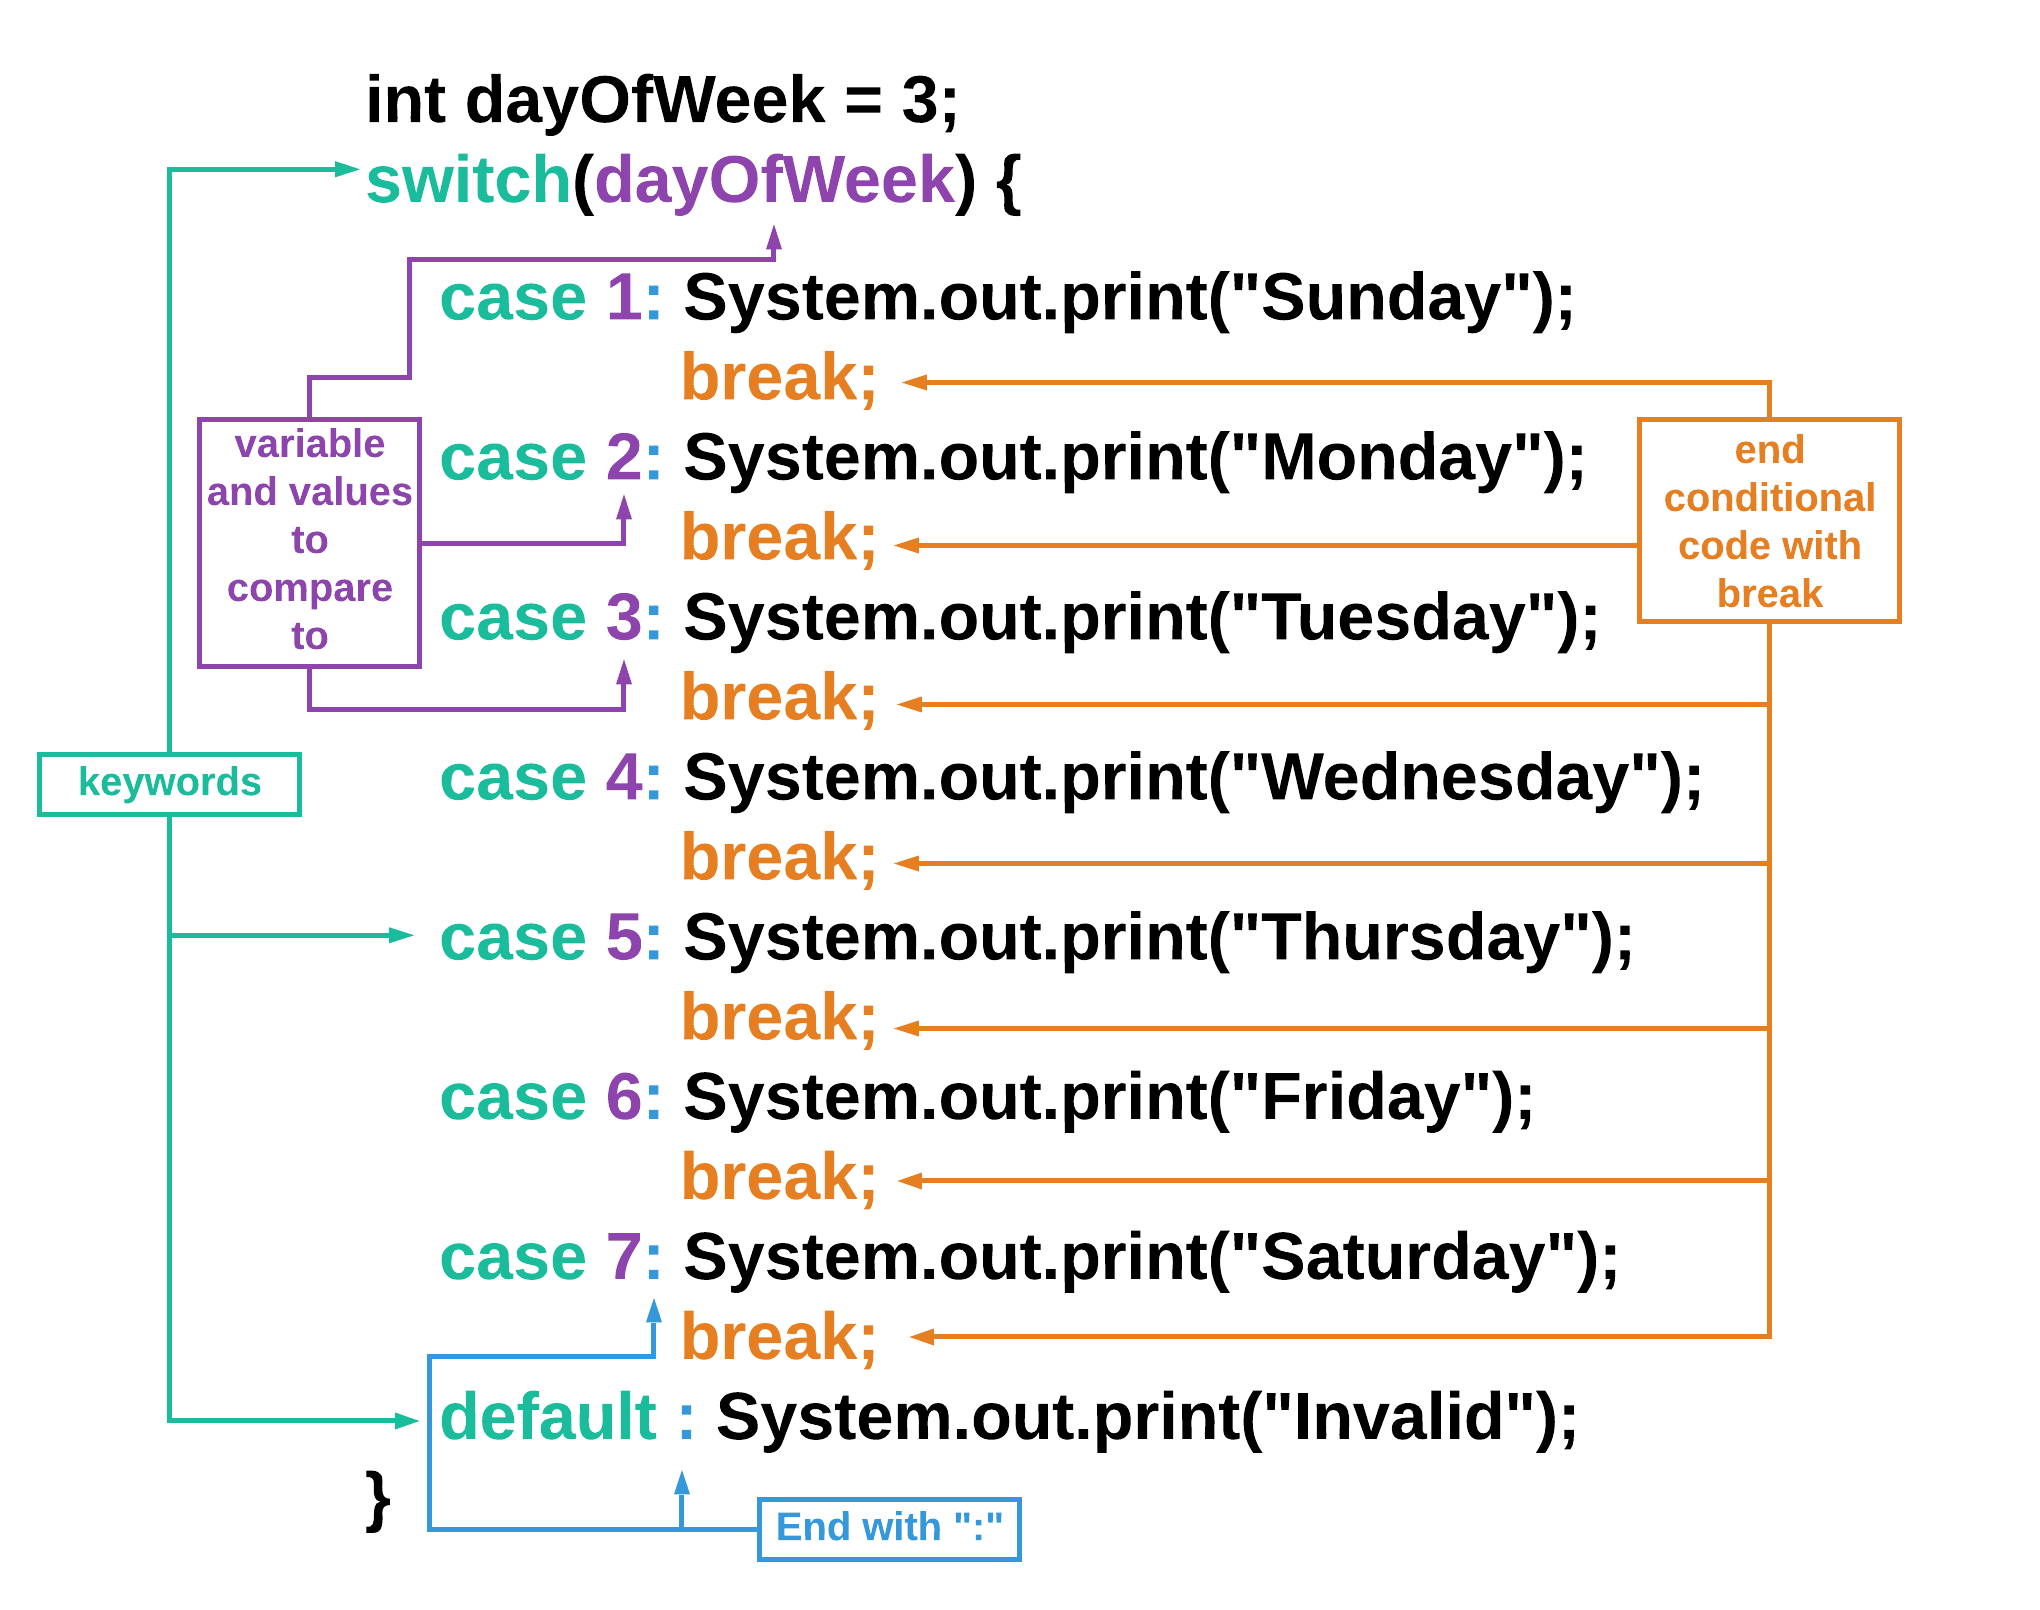 int dayOfWeek = 3;
switch(dayOfWeek) {
case 1: System.out.print("Sunday");
break;
case 2: System.out.print("Monday");
break;
case 3: System.out.print("Tuesday");
break;
case 4: System.out.print("Wednesday");
break;
case 5: System.out.print("Thursday");
break;
case 6: System.out.print("Friday");
break;
case 7: System.out.print("Saturday");
break;
default : System.out.print("Invalid");
}
variable
and values
to
compare
to
keywords
end
conditional
code with
break
End with ":"